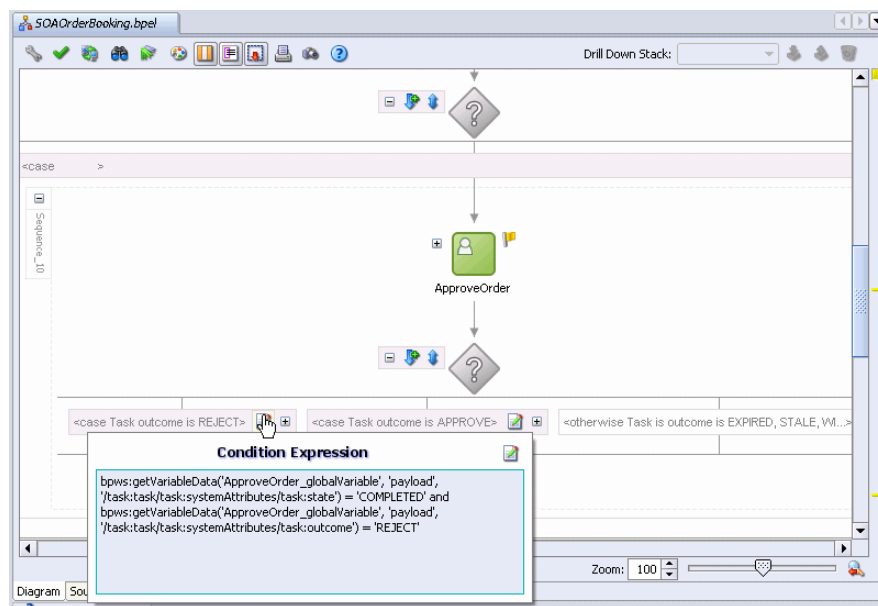 SOAOrderBooking.bpel
Drill Down Stack:
<case >
Sequence_10
ApproveOrder
<case Task outcome is REJECT>
<case Task outcome is APPROVE>
<otherwise Task is outcome is EXPIRED, STALE, WI...>
Condition Expression
bpws:getVariableData('ApproveOrder_globalVariable', 'payload',
'/task:task/task:systemAttributes/task:state') = 'COMPLETED' and
bpws:getVariableData('ApproveOrder_globalVariable', 'payload',
'/task:task/task:systemAttributes/task:outcome') = 'REJECT'
Zoom: 100
Diagram Sou